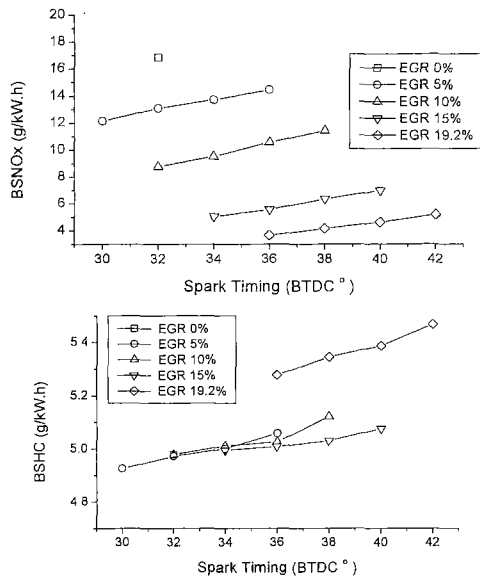 20
18
16
14
12
10
8
6
4
BSNOx (g/kW.h)
EGR 0%
EGR 5%
EGR 10%
EGR 15%
EGR 19.2%
30 32 34 36 38 40 42
Spark Timing (BTDC °)
5.4
5.2
5.0
4.8
BSHC (g/kW.h)
EGR 0%
EGR 5%
EGR 10%
EGR 15%
EGR 19.2%
30 32 34 36 38 40 42
Spark Timing (BTDC °)